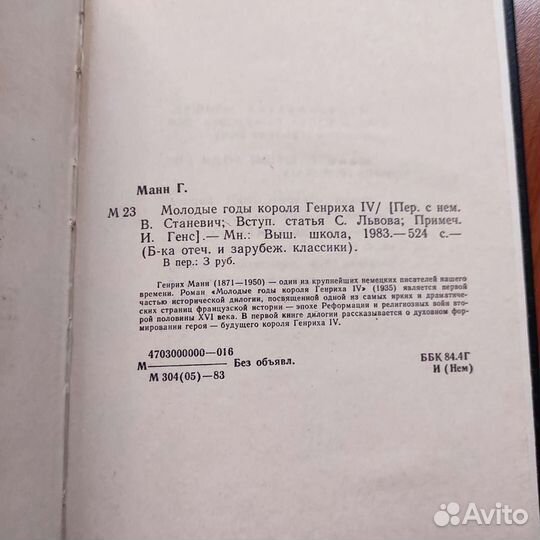 Манн Г.
М 23 Молодые годы короля Генриха IV/ [Пер. с нем.
В. Станевич; Вступ. статья С. Львова; Примеч.
И. Генс].— Мн.: Выш. школа, 1983.— 524 с.—
(Б-ка отеч. и зарубеж. классики).
В пер.: 3 руб.
Генрих Манн (1871—1950) — один из крупнейших немецких писателей нашего
времени. Роман «Молодые годы короля Генриха IV» (1935) является первой
частью исторической дилогии, посвященной одной из самых ярких и драматиче-
ских страниц французской истории — эпохе Реформации и религиозных войн вто-
рой половины XVI века. В первой книге дилогии рассказывается о духовном фор-
мировании героя — будущего короля Генриха IV.
4703000000—016
М———— Без объявл.
М 304(05)—83
ББК 84.4Г
И (Нем)
Avito